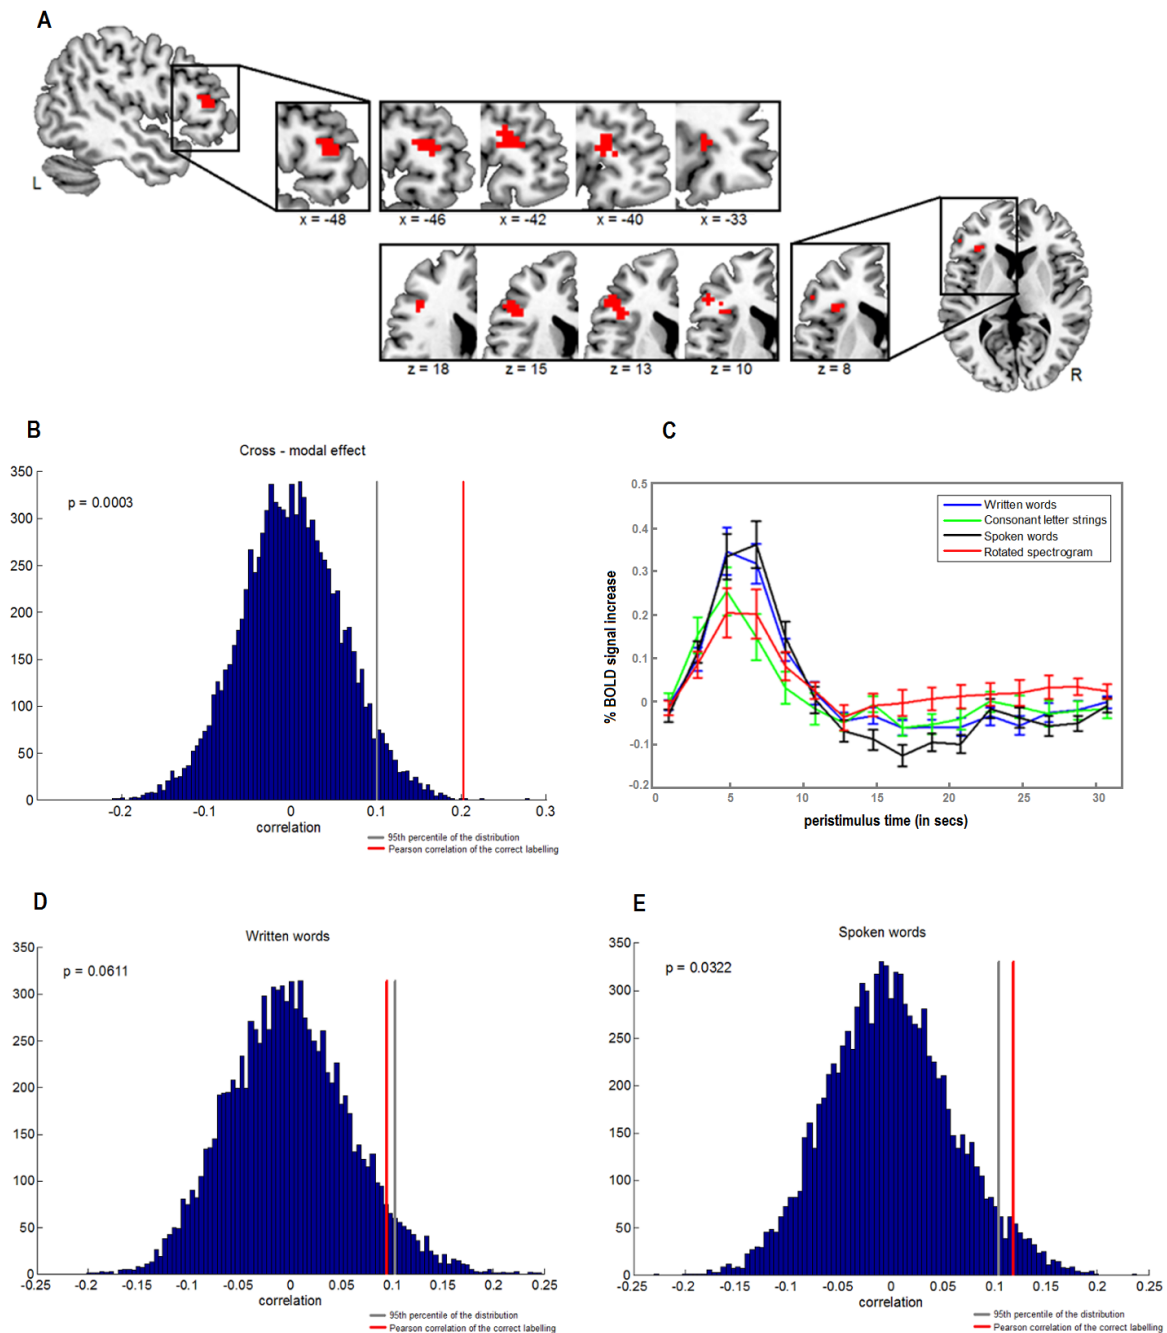 A
L
x = -48
x = -46
x = -42
x = -40
x = -33
z = 18
z = 15
z = 13
z = 10
z = 8
R
B
Cross - modal effect
p = 0.0003
350
300
250
200
150
100
50
0
-0.2
-0.1
0
0.1
0.2
0.3
correlation
95th percentile of the distribution
Pearson correlation of the correct labelling
C
% BOLD signal increase
0.5
0.4
0.3
0.2
0.1
0
-0.1
-0.2
Written words
Consonant letter strings
Spoken words
Rotated spectrogram
0
5
10
15
20
25
30
peristimulus time (in secs)
D
Written words
p = 0.0611
350
300
250
200
150
100
50
0
-0.25
-0.2
-0.15
-0.1
-0.05
0
0.05
0.1
0.15
0.2
0.25
correlation
95th percentile of the distribution
Pearson correlation of the correct labelling
E
Spoken words
p = 0.0322
350
300
250
200
150
100
50
0
-0.25
-0.2
-0.15
-0.1
-0.05
0
0.05
0.1
0.15
0.2
0.25
correlation
95th percentile of the distribution
Pearson correlation of the correct labelling